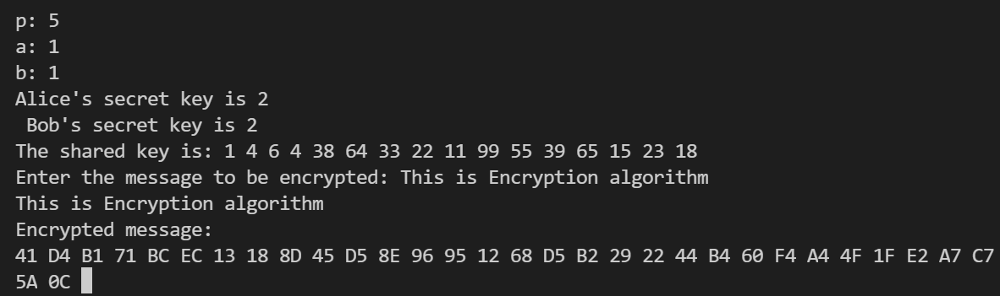 p: 5
a: 1
b: 1
Alice's secret key is 2
 Bob's secret key is 2
The shared key is: 1 4 6 4 38 64 33 22 11 99 55 39 65 15 23 18
Enter the message to be encrypted: This is Encryption algorithm
This is Encryption algorithm
Encrypted message:
41 D4 B1 71 BC EC 13 18 8D 45 D5 8E 96 95 12 68 D5 B2 29 22 44 B4 60 F4 A4 4F 1F E2 A7 C7
5A 0C